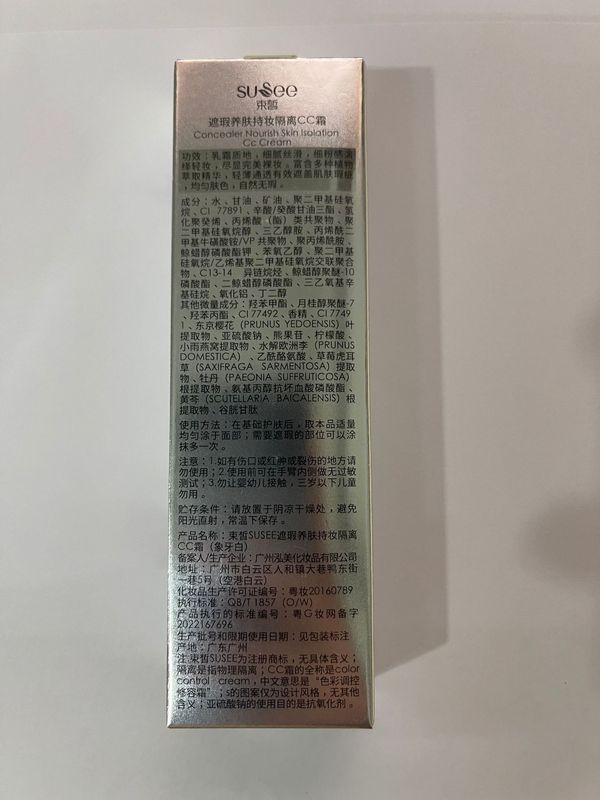 suSee
束皙
遮瑕养肤持妆隔离CC霜
Concealer Nourish Skin Isolation
Cc Cream
功效：乳霜质地，细腻丝滑，细粉感
择轻妆，尽显完美裸妆。富含多种植物
萃取精华，轻薄通透有效遮盖肌肤瑕疵
，均匀肤色，自然无瑕。
成分：水、甘油、矿油、聚二甲基硅氧
烷、CI 77891、辛酸/癸酸甘油三酯、氢
化聚癸烯、丙烯酸（酯）类共聚物、聚
二甲基硅氧烷醇、三乙醇胺、丙烯酰二
甲基牛磺酸铵/VP 共聚物、聚丙烯酰胺、
鲸蜡醇磷酸酯钾、苯氧乙醇、聚二甲基
硅氧烷/乙烯基聚二甲基硅氧烷交联聚合
物、C13-14 异链烷烃、鲸蜡醇聚醚-10
磷酸酯、二鲸蜡醇磷酸酯、三乙氧基辛
基硅烷、氧化铝、丁二醇
其他微量成分：羟苯甲酯、月桂醇聚醚-7
、羟苯丙酯、CI 77492、香精、CI 7749
1、东京樱花（PRUNUS YEDOENSIS）叶
提取物、亚硫酸钠、熊果苷、柠檬酸、
小雨燕窝提取物、水解欧洲李（PRUNUS
DOMESTICA）、乙酰酪氨酸、草莓虎耳
草（SAXIFRAGA SARMENTOSA）提取
物、牡丹（PAEONIA SUFFRUTICOSA）
根提取物、氨基丙醇抗坏血酸磷酸酯、
黄芩（SCUTELLARIA BAICALENSIS）根
提取物、谷胱甘肽
使用方法：在基础护肤后，取本品适量
均匀涂于面部；需要遮瑕的部位可以涂
抹多一次。
注意：1.如有伤口或红肿或裂伤的地方请
勿使用；2.使用前可在手臂内侧做无过敏
测试；3.勿让婴幼儿接触，三岁以下儿童
勿用。
贮存条件：请放置于阴凉干燥处，避免
阳光直射，常温下保存。
产品名称：束皙SUSEE遮瑕养肤持妆隔离
CC霜（象牙白）
备案人/生产企业：广州泓美化妆品有限公司
地址：广州市白云区人和镇大巷鸭东街
一巷5号（空港白云）
化妆品生产许可证编号：粤妆20160789
执行标准：QB/T 1857（O/W）
产品执行的标准编号：粤G妆网备字
2022167696
生产批号和限期使用日期：见包装标注
产地：广东广州
注:束皙SUSEE为注册商标，无具体含义；
隔离是指物理隔离；CC霜的全称是color
control cream，中文意思是“色彩调控
修容霜”；s的图案仅为设计风格，无其他
含义；亚硫酸钠的使用目的是抗氧化剂。